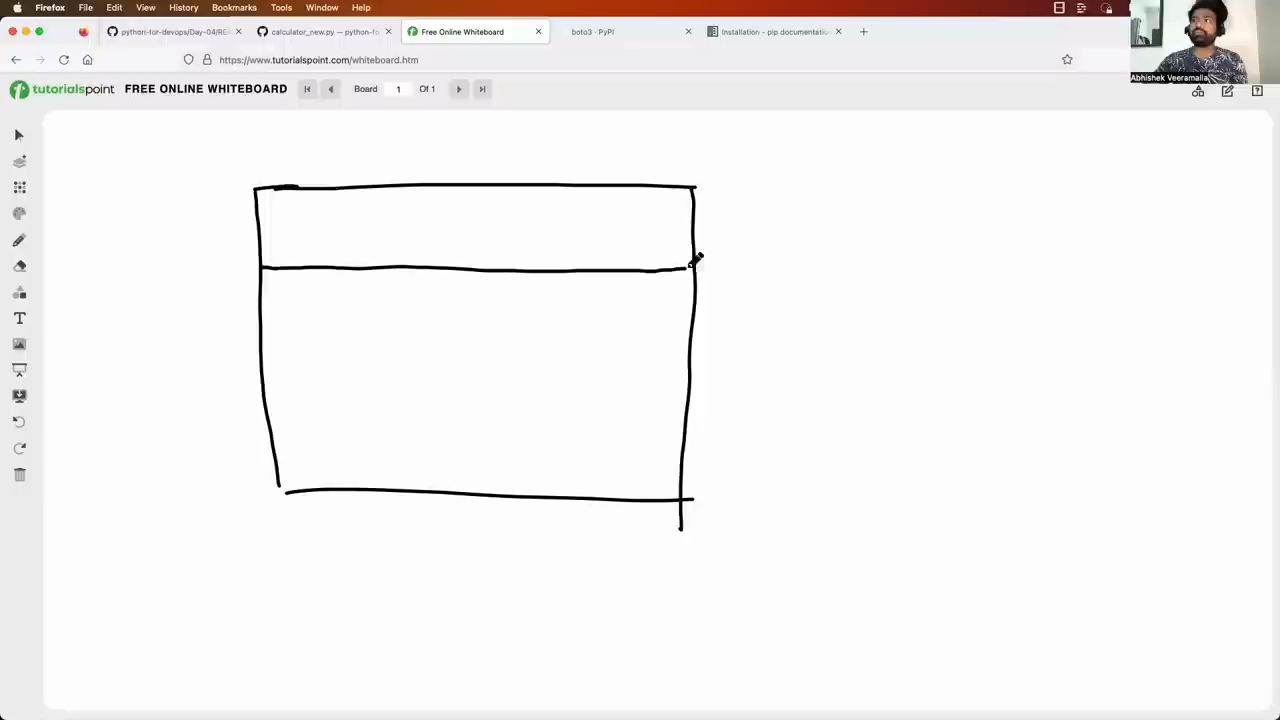 Firefox File Edit View History Bookmarks Tools Window Help
python-for-devops/Day-04/RE
calculator_new.py — python-fo
Free Online Whiteboard
boto3 · PyPI
Installation - pip documentatio
https://www.tutorialspoint.com/whiteboard.htm
Abhishek Veeramalla
tutorialspoint FREE ONLINE WHITEBOARD Board 1 Of 1
T